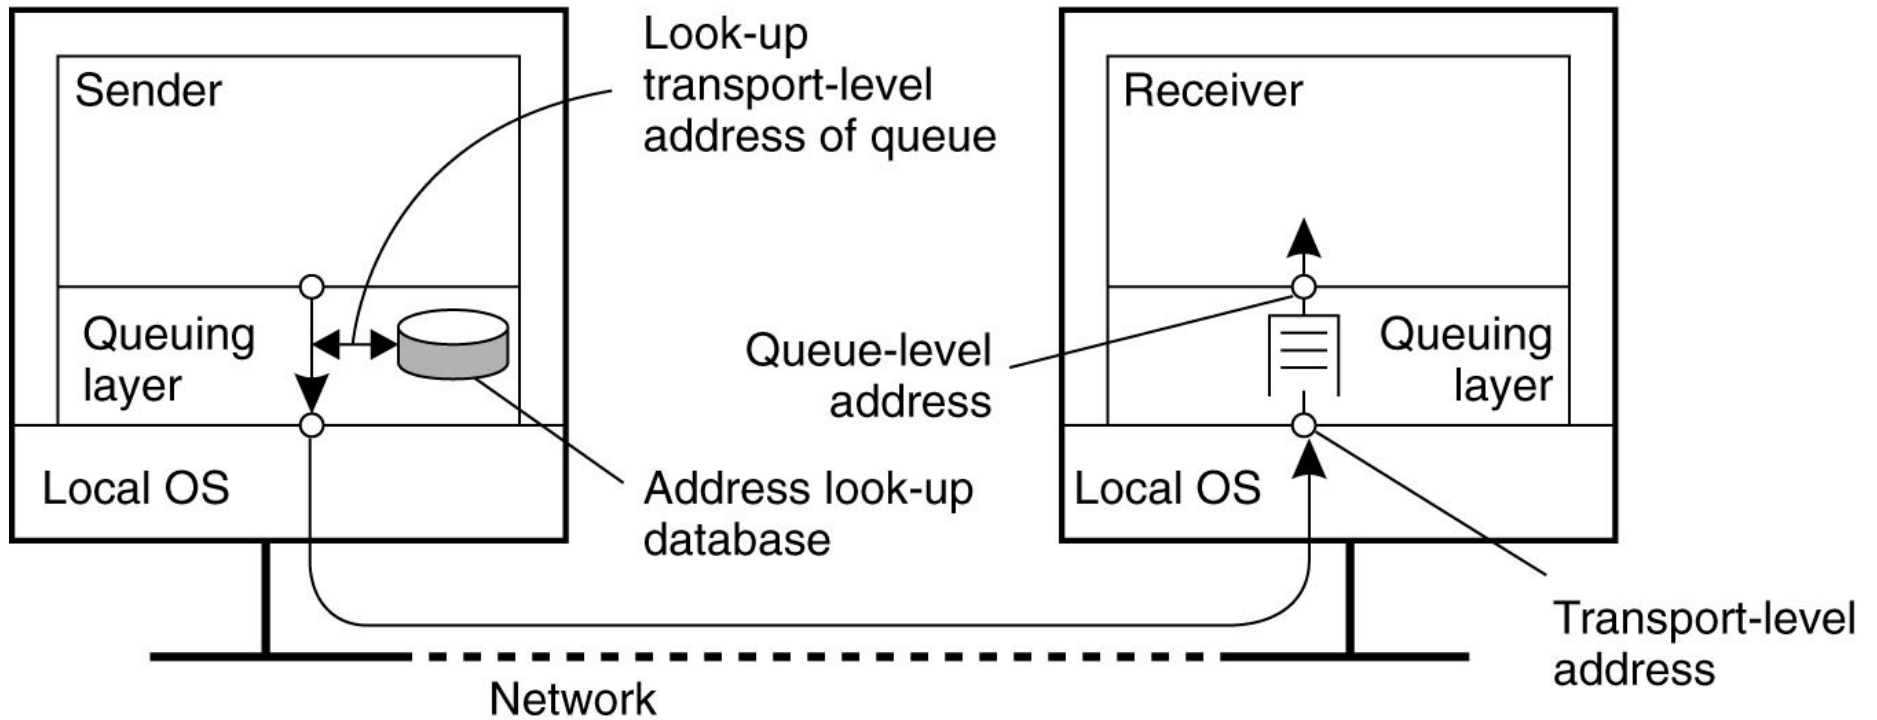 Sender
Look-up
transport-level
address of queue
Receiver
Queuing
layer
Queue-level
address
Queuing
layer
Local OS
Address look-up
database
Local OS
Transport-level
address
Network